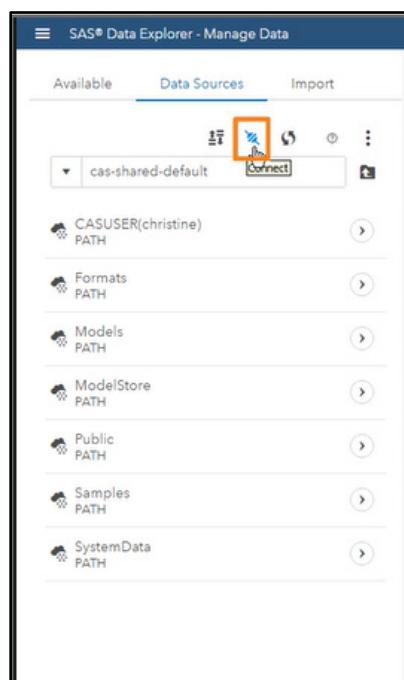 SAS® Data Explorer - Manage Data
Available Data Sources Import
cas-shared-default
Connect
CASUSER(christine)
PATH
Formats
PATH
Models
PATH
ModelStore
PATH
Public
PATH
Samples
PATH
SystemData
PATH